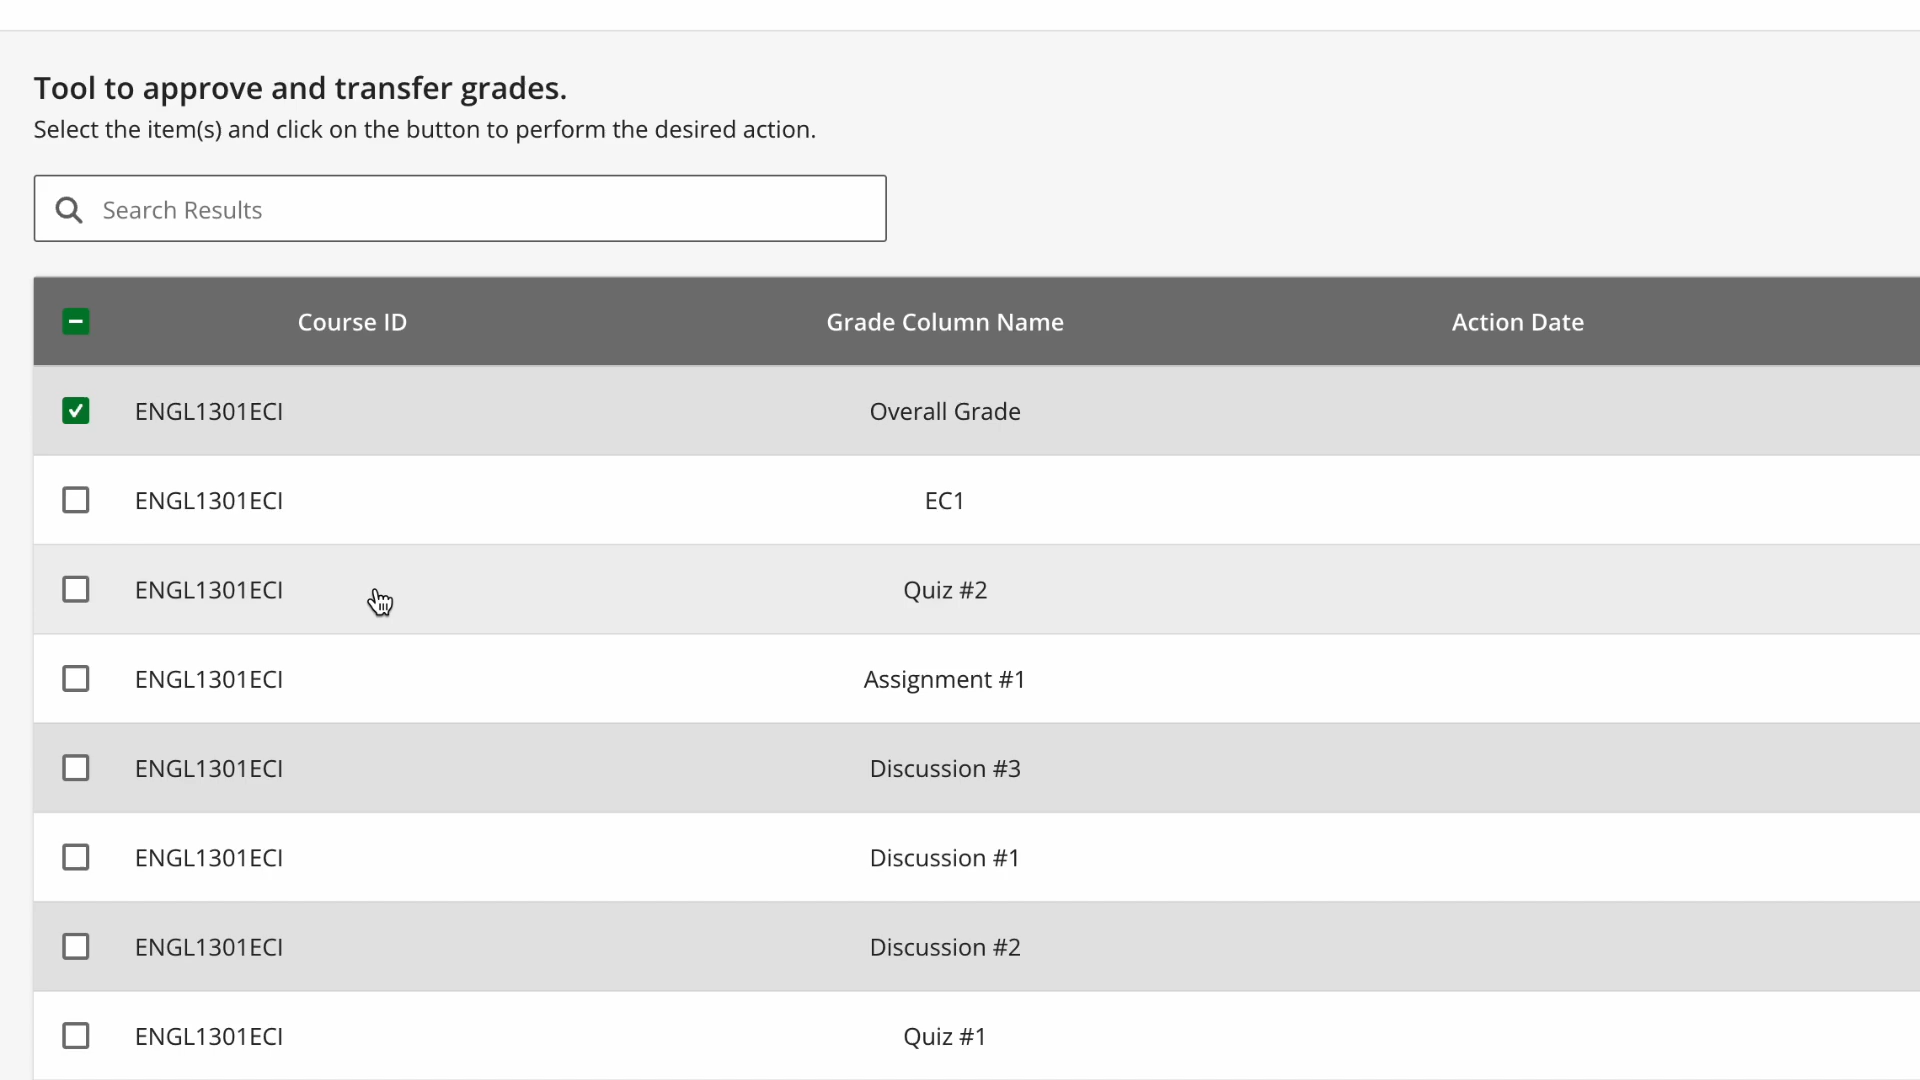 Tool to approve and transfer grades.
Select the item(s) and click on the button to perform the desired action.
Search Results
Course ID Grade Column Name Action Date
ENGL1301ECI Overall Grade
ENGL1301ECI EC1
ENGL1301ECI Quiz #2
ENGL1301ECI Assignment #1
ENGL1301ECI Discussion #3
ENGL1301ECI Discussion #1
ENGL1301ECI Discussion #2
ENGL1301ECI Quiz #1